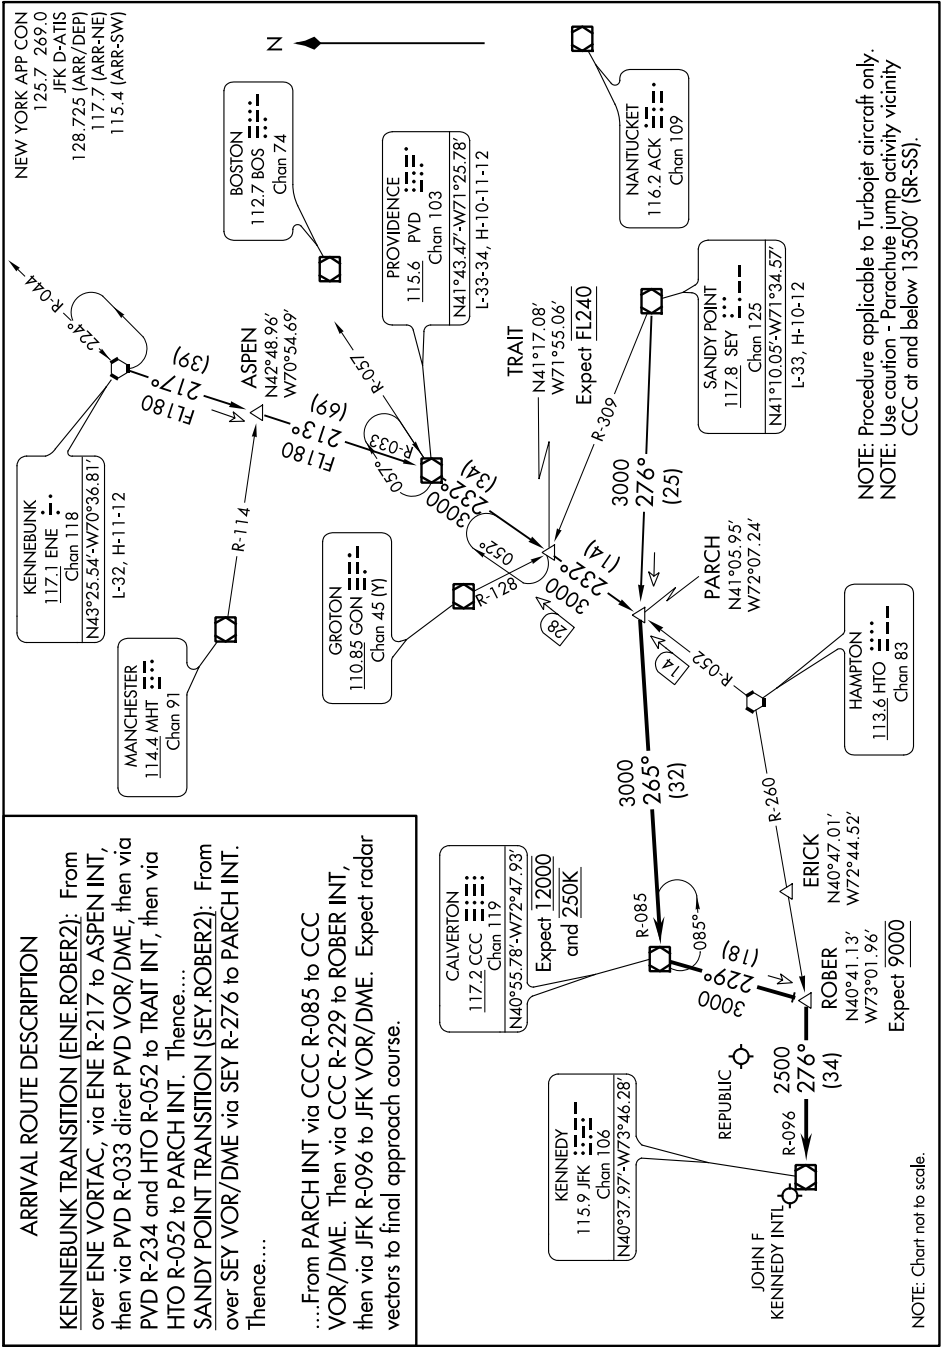 ARRIVAL ROUTE DESCRIPTION
KENNEBUNK TRANSITION (ENE.ROBER2): From
over ENE VORTAC, via ENE R-217 to ASPEN INT,
then via PVD R-033 direct PVD VOR/DME, then via
PVD R-234 and HTO R-052 to TRAIT INT, then via
HTO R-052 to PARCH INT. Thence....
SANDY POINT TRANSITION (SEY.ROBER2): From
over SEY VOR/DME via SEY R-276 to PARCH INT.
Thence....
....From PARCH INT via CCC R-085 to CCC
VOR/DME. Then via CCC R-229 to ROBER INT,
then via JFK R-096 to JFK VOR/DME. Expect radar
vectors to final approach course.
NEW YORK APP CON
125.7 269.0
JFK D-ATIS
128.725 (ARR/DEP)
117.7 (ARR-NE)
115.4 (ARR-SW)
N
MANCHESTER
114.4 MHT
Chan 91
R-114
KENNEBUNK
117.1 ENE
Chan 118
N43°25.54'-W70°36.81'
L-32, H-11-12
224°
R-044
FL180
217°
(39)
ASPEN
N42°48.96'
W70°54.69'
FL180
213°
(69)
BOSTON
112.7 BOS
Chan 74
PROVIDENCE
115.6 PVD
Chan 103
N41°43.47'-W71°25.78'
L-33-34, H-10-11-12
R-057
R-033
057°
3000
232°
(34)
GROTON
110.85 GON
Chan 45 (Y)
R-128
052°
TRAIT
N41°17.08'
W71°55.06'
Expect FL240
R-309
3000
232°
(14)
28
NANTUCKET
116.2 ACK
Chan 109
SANDY POINT
117.8 SEY
Chan 125
N41°10.05'-W71°34.57'
L-33, H-10-12
3000
276°
(25)
PARCH
N41°05.95'
W72°07.24'
14
R-052
HAMPTON
113.6 HTO
Chan 83
R-260
3000
265°
(32)
CALVERTON
117.2 CCC
Chan 119
N40°55.78'-W72°47.93'
Expect 12000
and 250K
R-085
085°
3000
229°
(18)
ERICK
N40°47.01'
W72°44.52'
ROBER
N40°41.13'
W73°01.96'
Expect 9000
2500
276°
(34)
R-096
REPUBLIC
KENNEDY
115.9 JFK
Chan 106
N40°37.97'-W73°46.28'
JOHN F
KENNEDY INTL
NOTE: Procedure applicable to Turbojet aircraft only.
NOTE: Use caution - Parachute jump activity vicinity
CCC at and below 13500' (SR-SS).
NOTE: Chart not to scale.